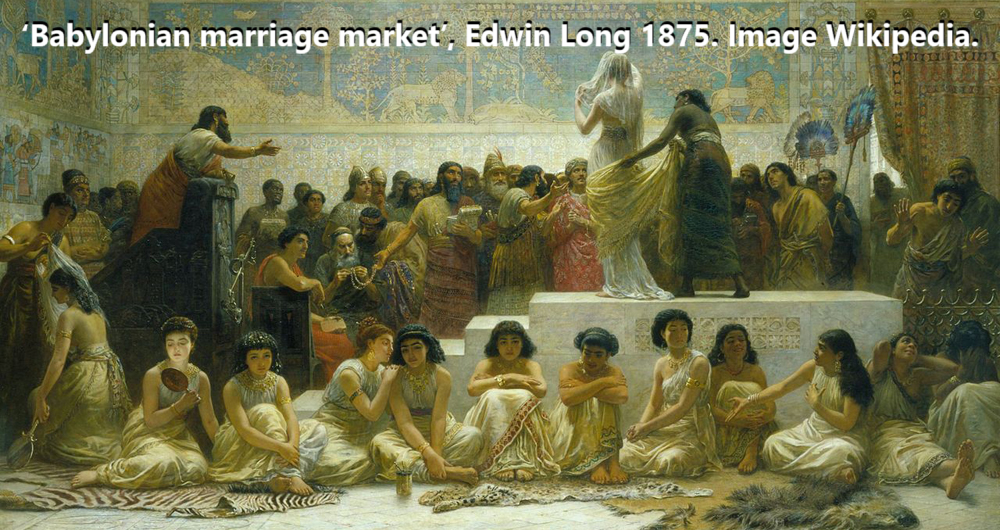 ‘Babylonian marriage market’, Edwin Long 1875. Image Wikipedia.